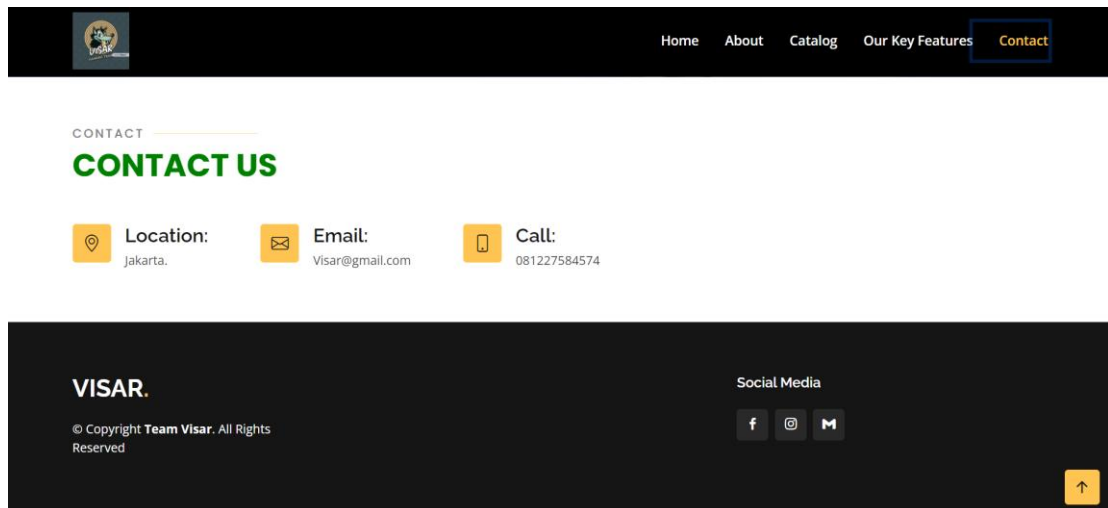 VISAR
Home About Catalog Our Key Features Contact
CONTACT
CONTACT US
Location:
Jakarta.
Email:
Visar@gmail.com
Call:
081227584574
VISAR.
© Copyright Team Visar. All Rights
Reserved
Social Media